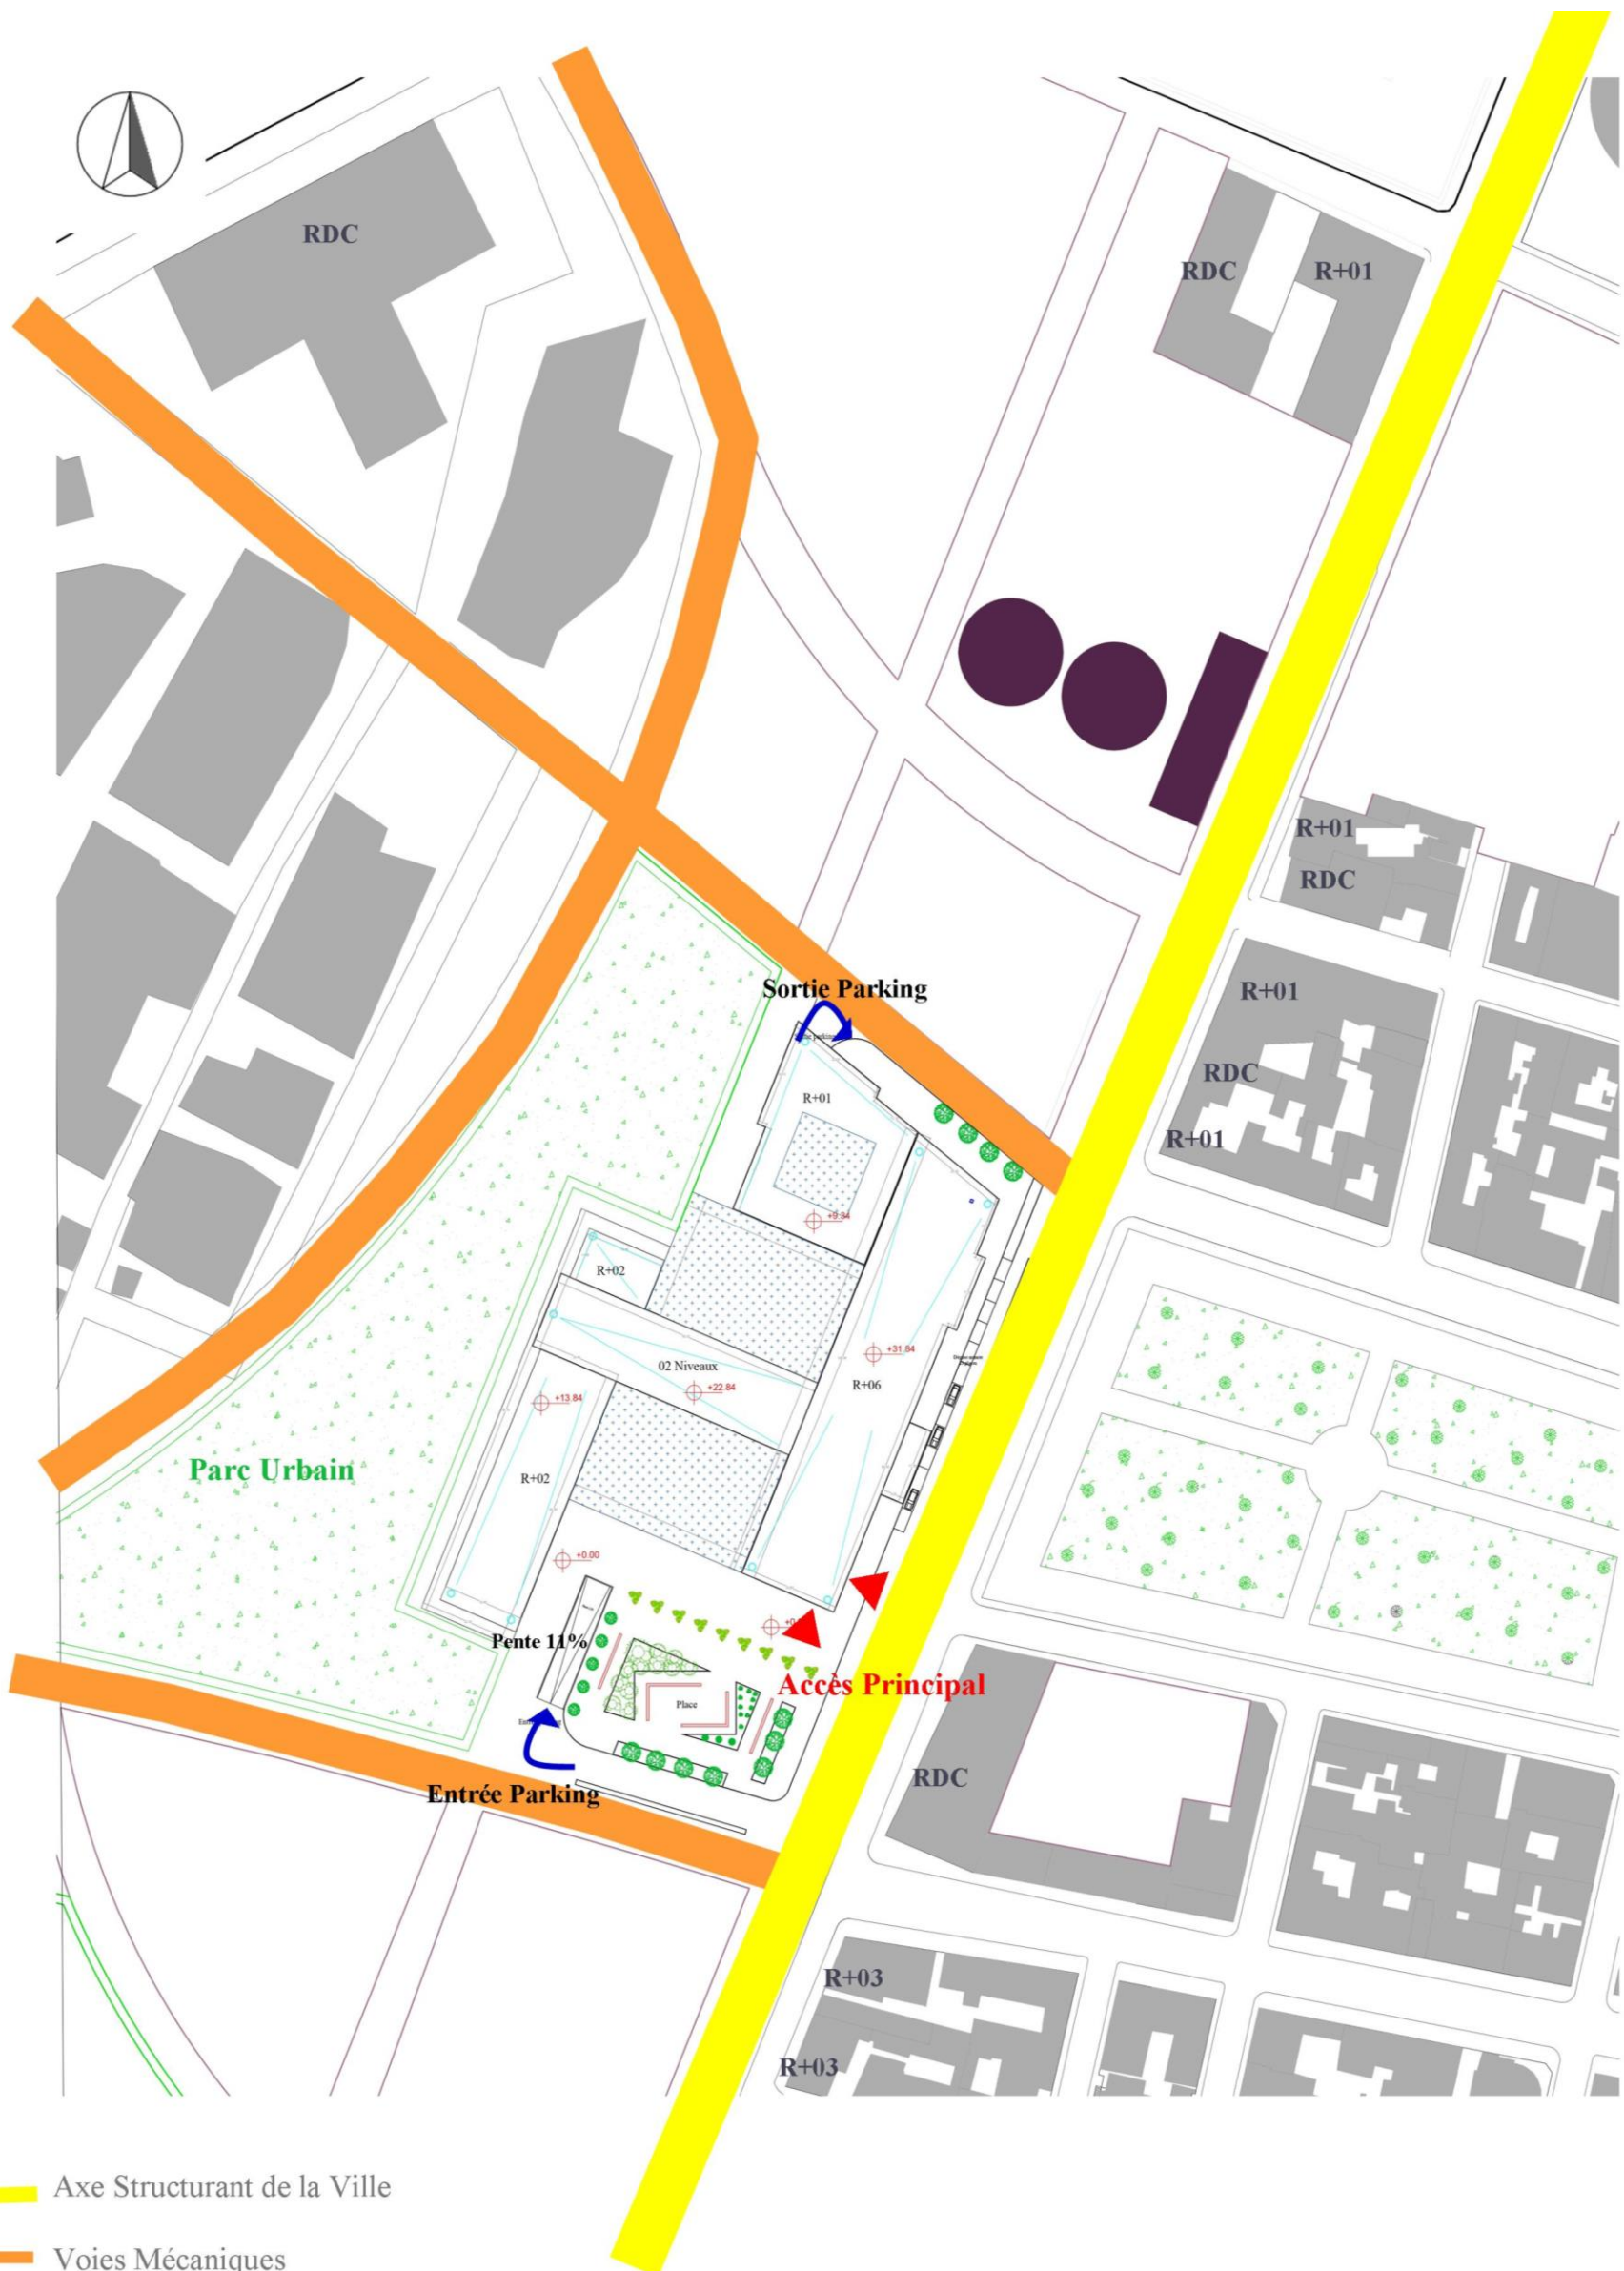 RDC
RDC
R+01
R+01
RDC
R+01
RDC
R+01
Sortie Parking
R+01
+9.34
R+02
02 Niveaux
+22.84
+31.84
R+06
+13.84
R+02
Parc Urbain
+0.00
Pente 11%
Place
Accès Principal
Entrée Parking
RDC
R+03
R+03
Axe Structurant de la Ville
Voies Mécaniques